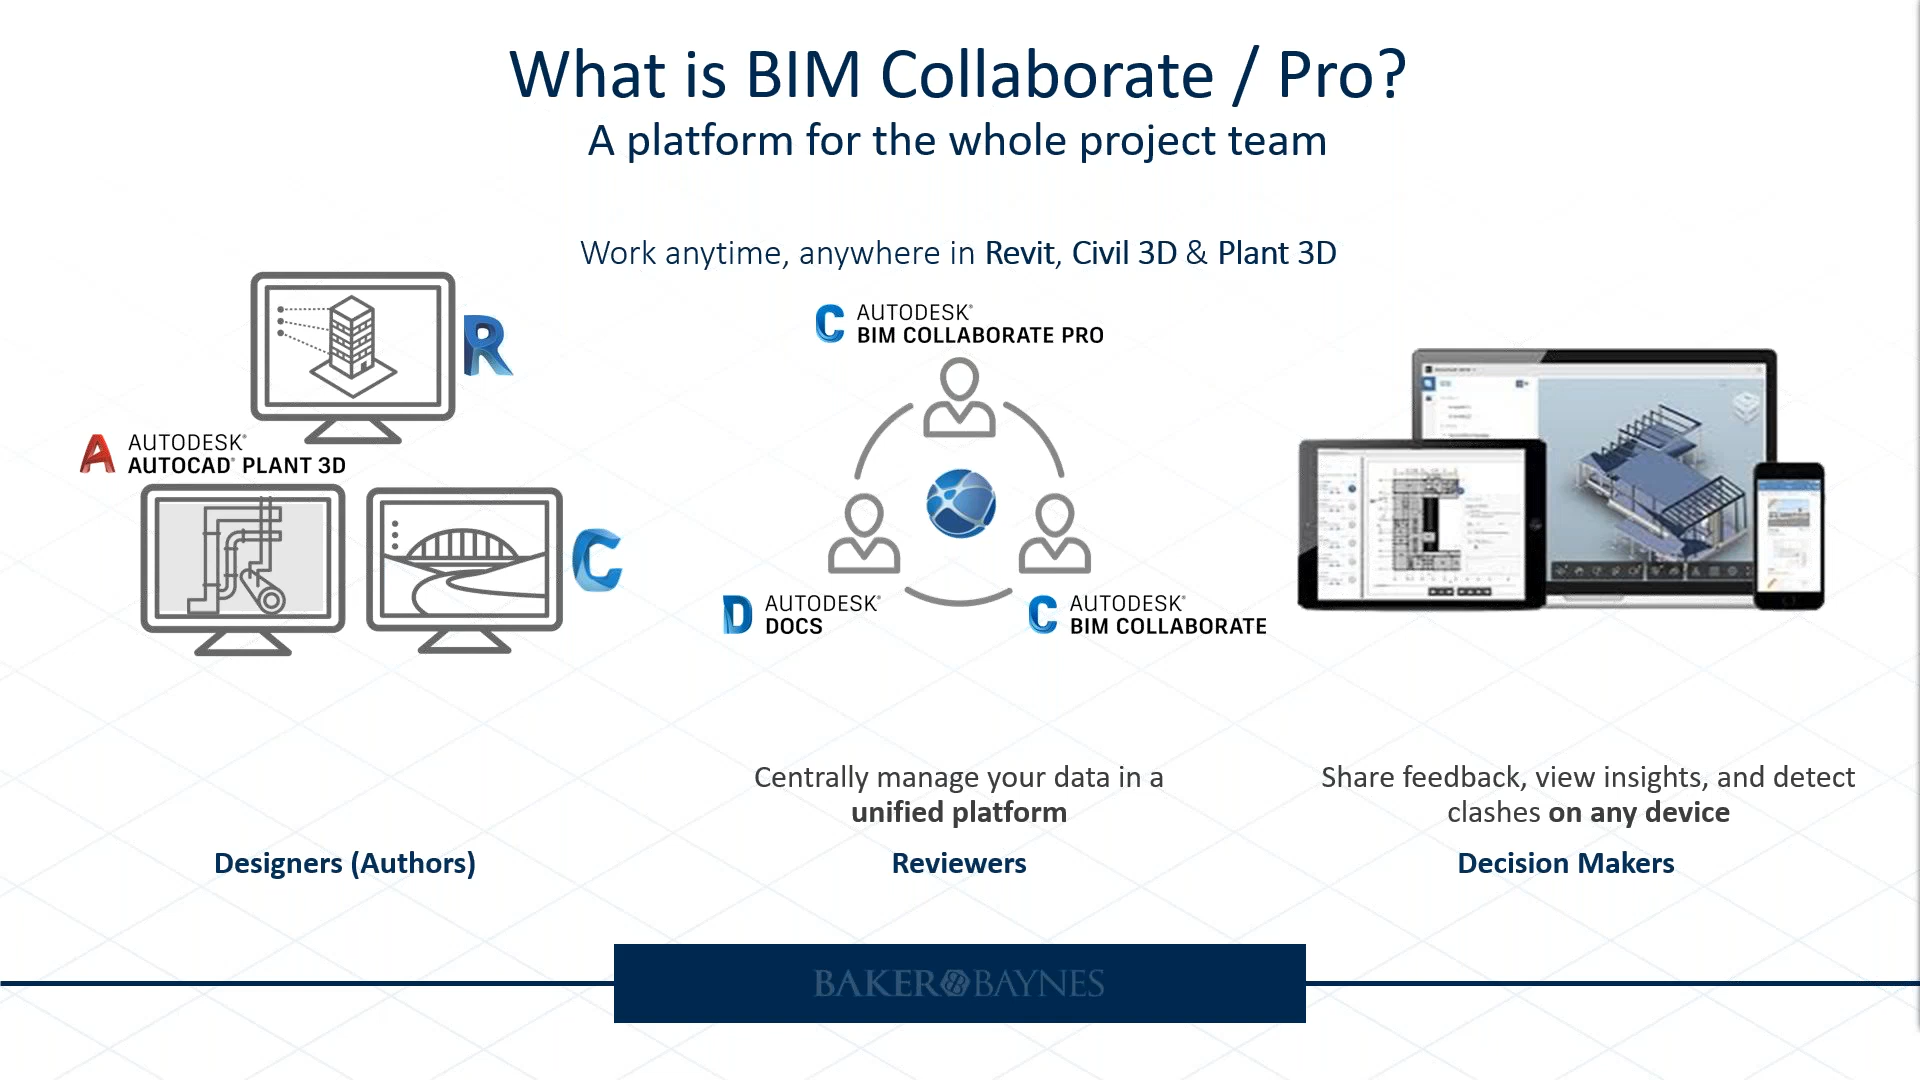 What is BIM Collaborate / Pro?
A platform for the whole project team
Work anytime, anywhere in Revit, Civil 3D & Plant 3D
R
A AUTODESK®
AUTOCAD® PLANT 3D
C
C AUTODESK®
BIM COLLABORATE PRO
D AUTODESK®
DOCS
C AUTODESK®
BIM COLLABORATE
Centrally manage your data in a
unified platform
Share feedback, view insights, and detect
clashes on any device
Designers (Authors)
Reviewers
Decision Makers
BAKER BAYNES